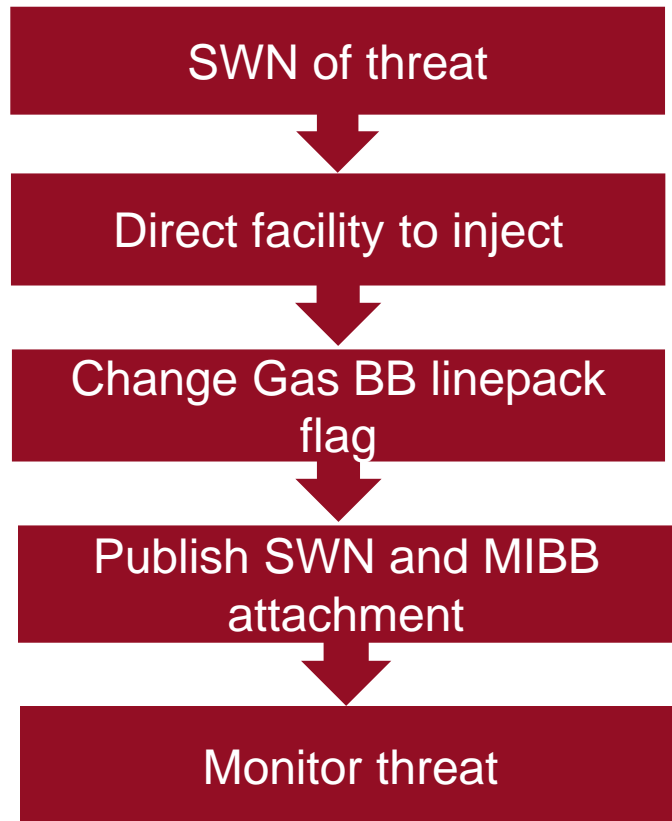 SWN of threat
Direct facility to inject
Change Gas BB linepack
flag
Publish SWN and MIBB
attachment
Monitor threat